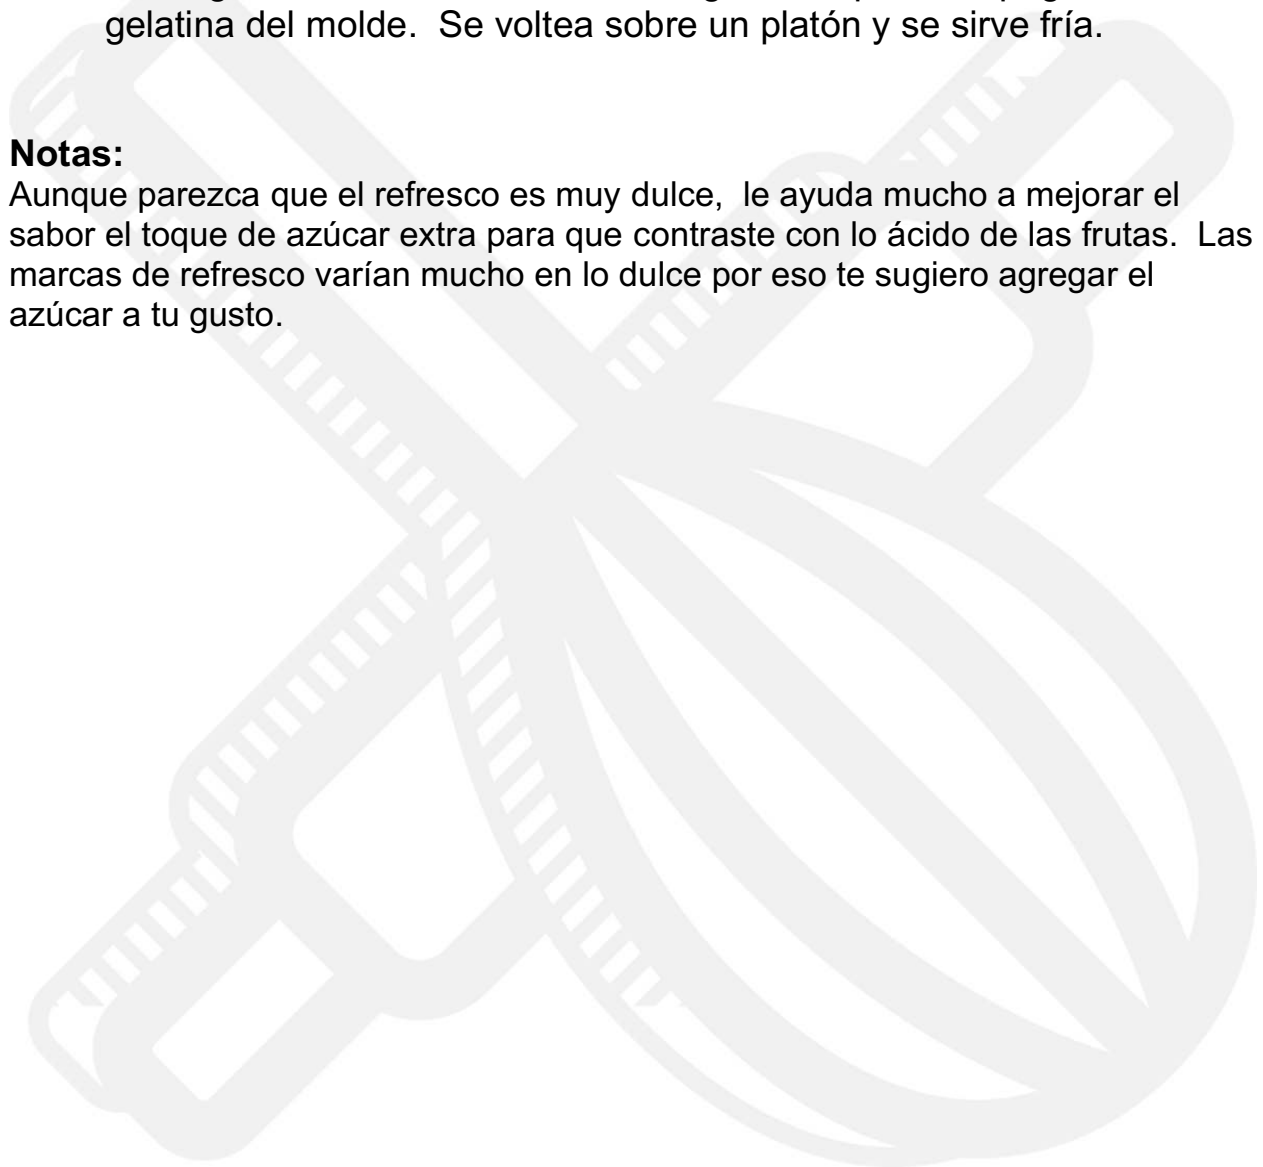 gelatina del molde.  Se voltea sobre un platón y se sirve fría.
Notas:
Aunque parezca que el refresco es muy dulce,  le ayuda mucho a mejorar el
sabor el toque de azúcar extra para que contraste con lo ácido de las frutas.  Las
marcas de refresco varían mucho en lo dulce por eso te sugiero agregar el
azúcar a tu gusto.